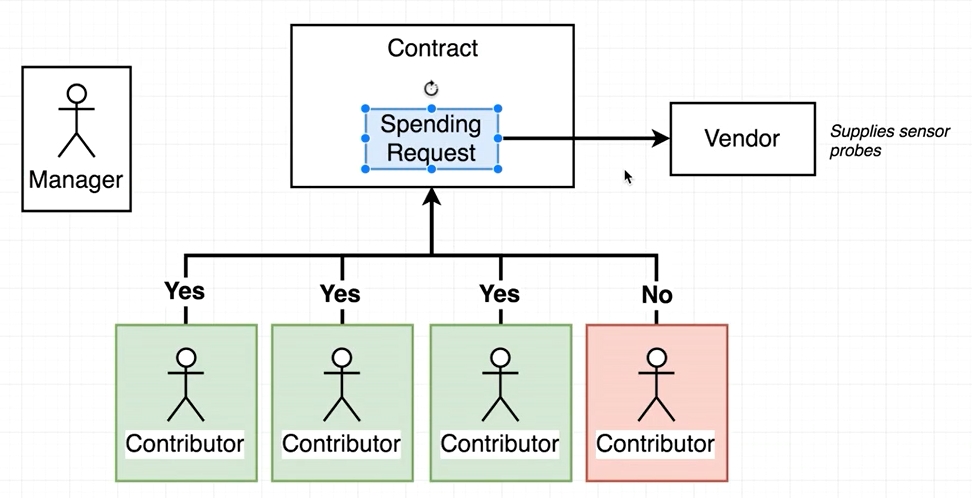 Contract
Spending
Request
Manager
Vendor
Supplies sensor
probes
Yes
Yes
Yes
No
Contributor
Contributor
Contributor
Contributor